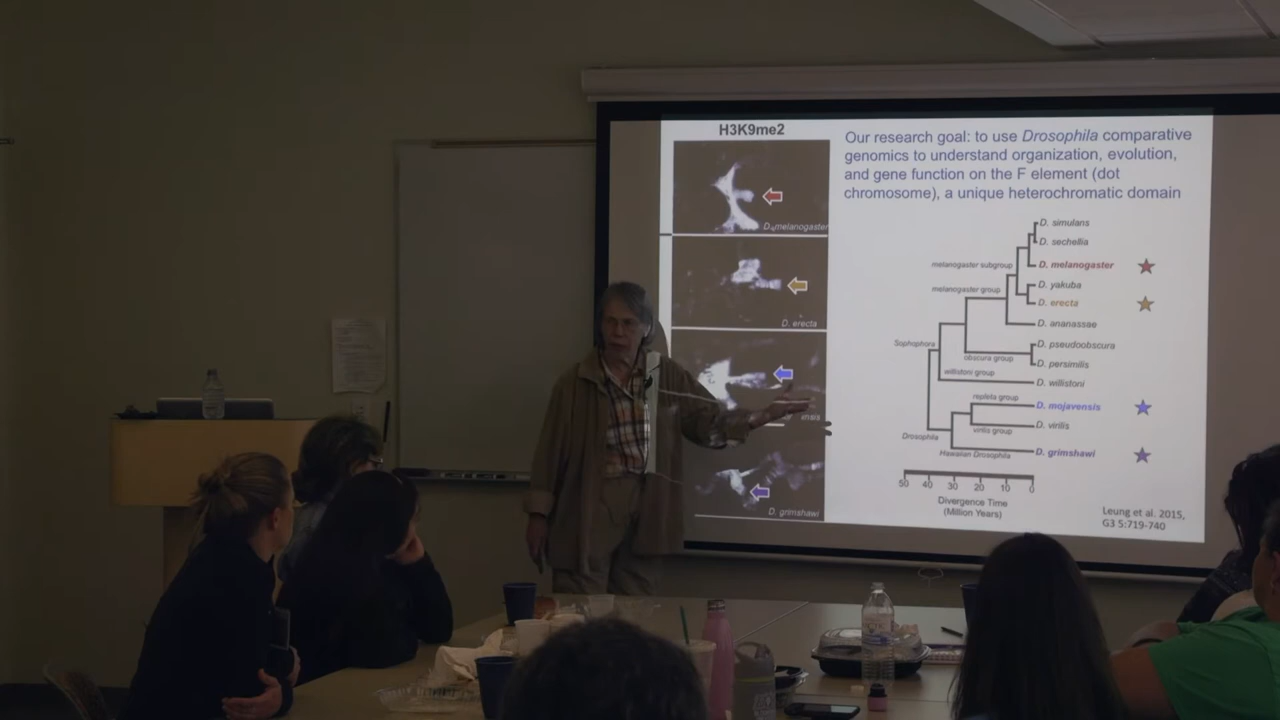 H3K9me2
D. melanogaster
D. erecta
D. grimshawi
Our research goal: to use Drosophila comparative
genomics to understand organization, evolution,
and gene function on the F element (dot
chromosome), a unique heterochromatic domain
D. simulans
D. sechellia
melanogaster subgroup
D. melanogaster
D. yakuba
melanogaster group
D. erecta
D. ananassae
Sophophora
D. pseudoobscura
obscura group
D. persimilis
willistoni group
D. willistoni
repleta group
D. mojavensis
D. virilis
virilis group
Drosophila
Hawaiian Drosophila
D. grimshawi
50 40 30 20 10 0
Divergence Time
(Million Years)
Leung et al. 2015,
G3 5:719-740